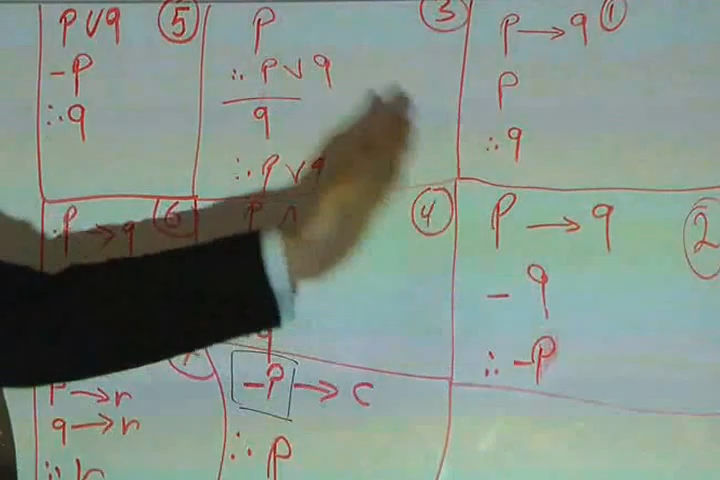 p → q ①
p
∴ q
p → q ②
- q
∴ - p
③
p
∴ p ∨ q
q
∴ p ∨ q
④
p ∧
q
⑤
p ∨ q
- p
∴ q
⑥
p → q
p → r
q → r
∴ r
- p → c
∴ p